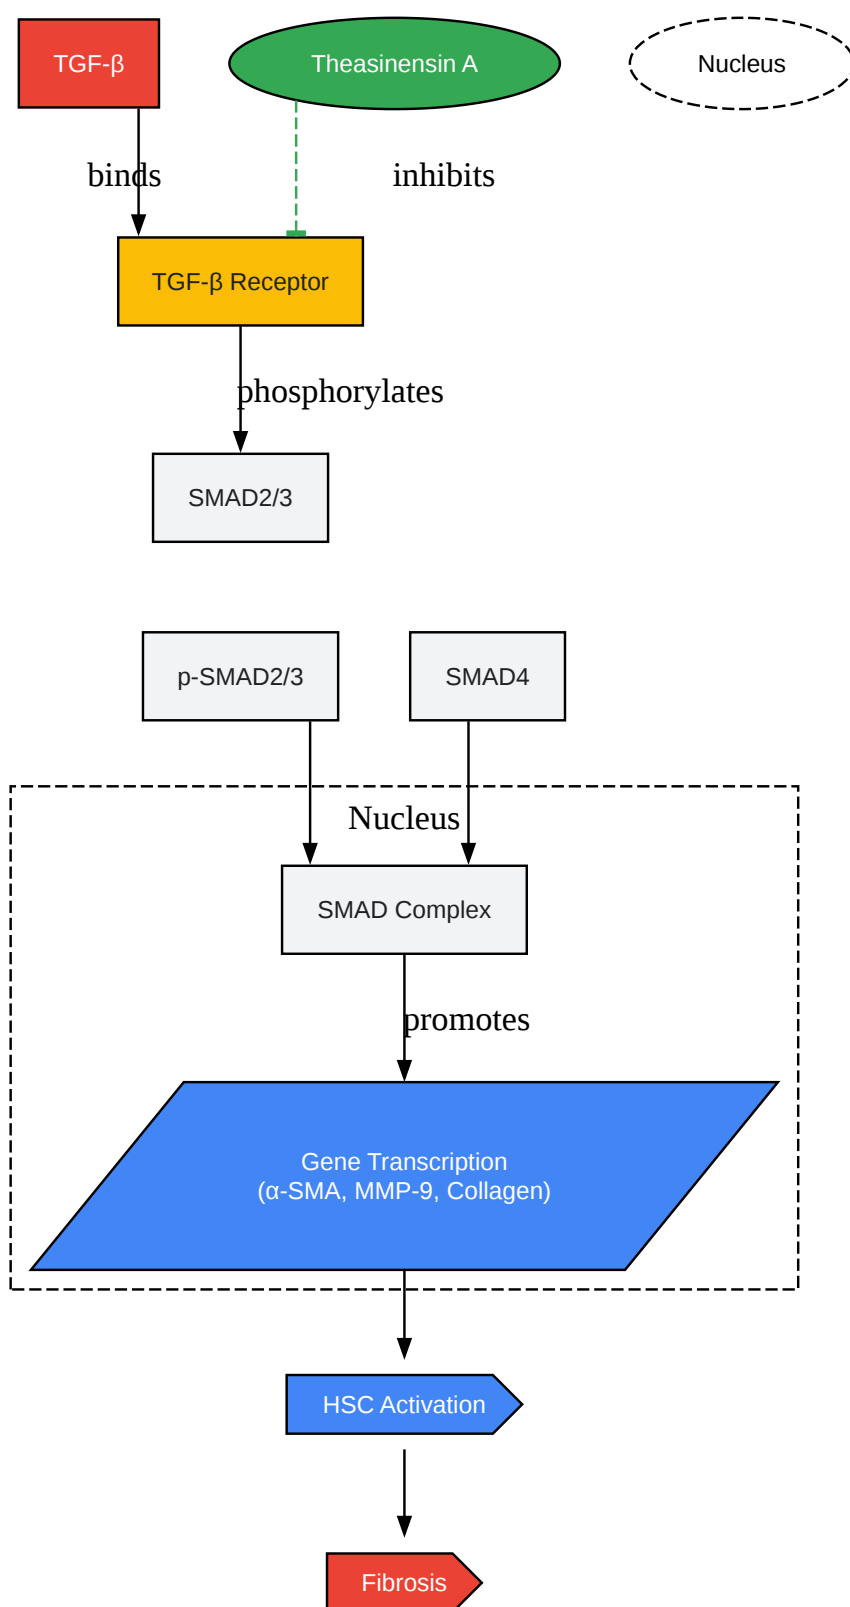 TGF-β
Theasinensin A
Nucleus
binds
inhibits
TGF-β Receptor
phosphorylates
SMAD2/3
p-SMAD2/3
SMAD4
Nucleus
SMAD Complex
promotes
Gene Transcription
(α-SMA, MMP-9, Collagen)
HSC Activation
Fibrosis